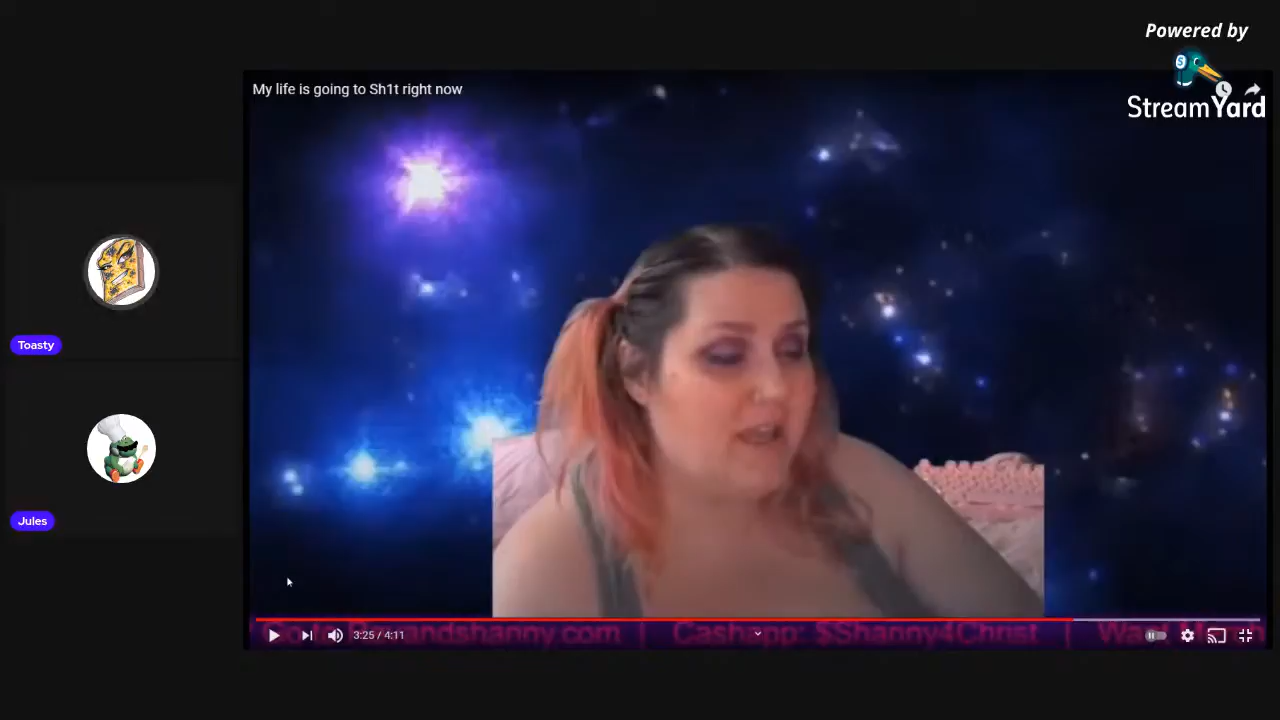 Powered by
StreamYard
My life is going to Sh1t right now
Toasty
Jules
3:25 / 4:11
Cashapp: $Shanny4Christ